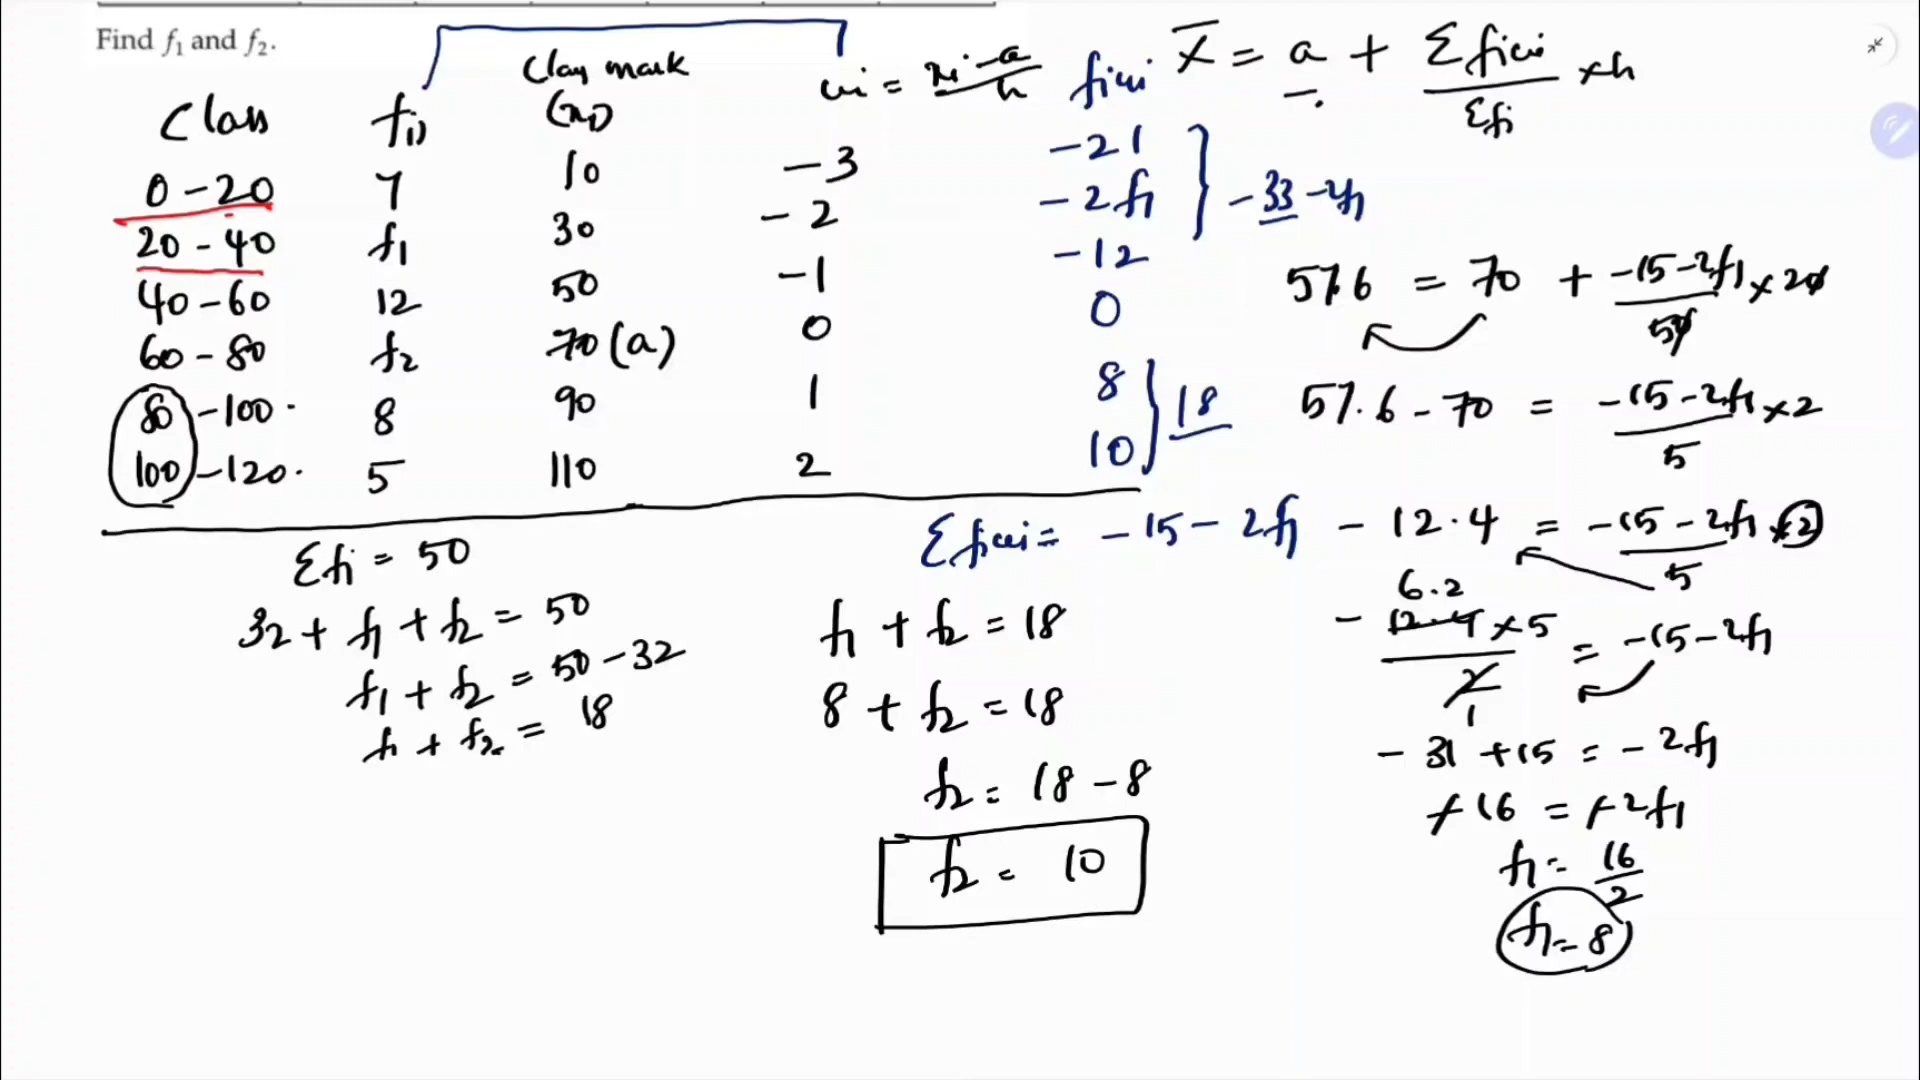 Find f₁ and f₂.
Class fi Clay mark (xi) ui = xi - a / h fiui x̄ = a + Σfiui / Σfi × h
0 - 20 7 10 -3 -21
20 - 40 f₁ 30 -2 -2f₁ } -33 - 2f₁
40 - 60 12 50 -1 -12
60 - 80 f₂ 70 (a) 0 0
80 - 100 8 90 1 8
100 - 120 5 110 2 10 } 18
Σfi = 50
32 + f₁ + f₂ = 50
f₁ + f₂ = 50 - 32
f₁ + f₂ = 18
Σfiui = -15 - 2f₁
f₁ + f₂ = 18
8 + f₂ = 18
f₂ = 18 - 8
f₂ = 10
57.6 = 70 + -15 - 2f₁ / 50 × 20
57.6 - 70 = -15 - 2f₁ / 5 × 2
- 12.4 = -15 - 2f₁ / 5 × 2
6.2
- 12.4 × 5 / 2 = -15 - 2f₁
1
- 31 + 15 = - 2f₁
- 16 = - 2f₁
f₁ = 16 / 2
f₁ = 8